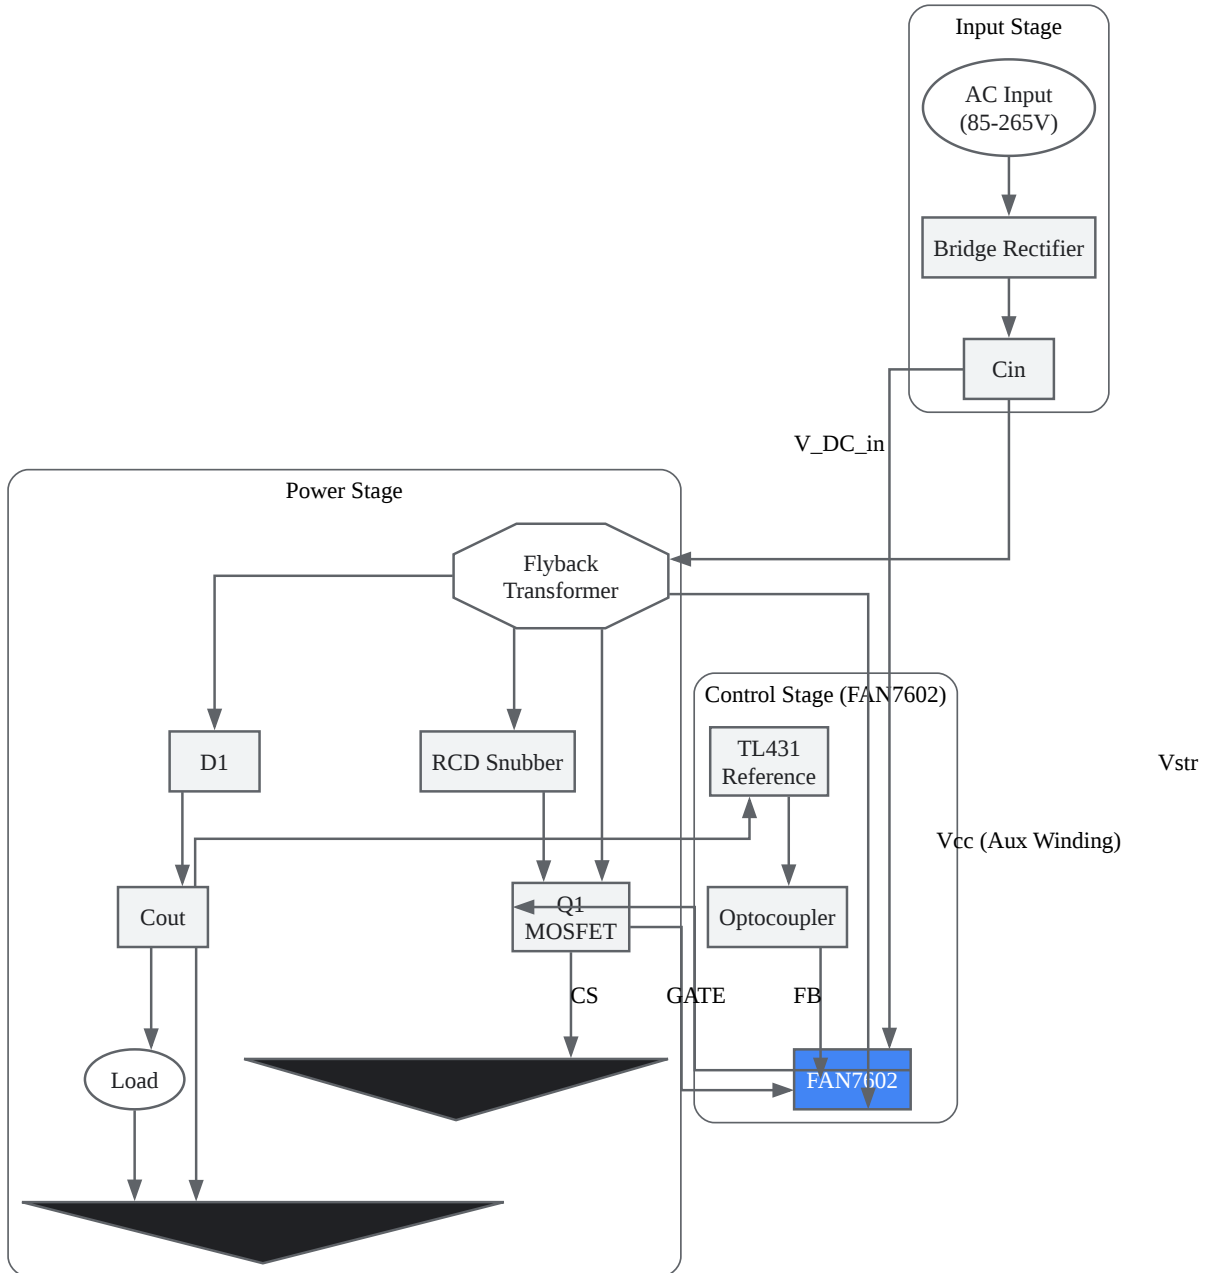 Input Stage
AC Input
(85-265V)
Bridge Rectifier
Cin
V_DC_in
Power Stage
Flyback
Transformer
Control Stage (FAN7602)
D1
RCD Snubber
TL431
Reference
Vstr
Vcc (Aux Winding)
Cout
Q1
MOSFET
Optocoupler
CS
GATE
FB
Load
FAN7602